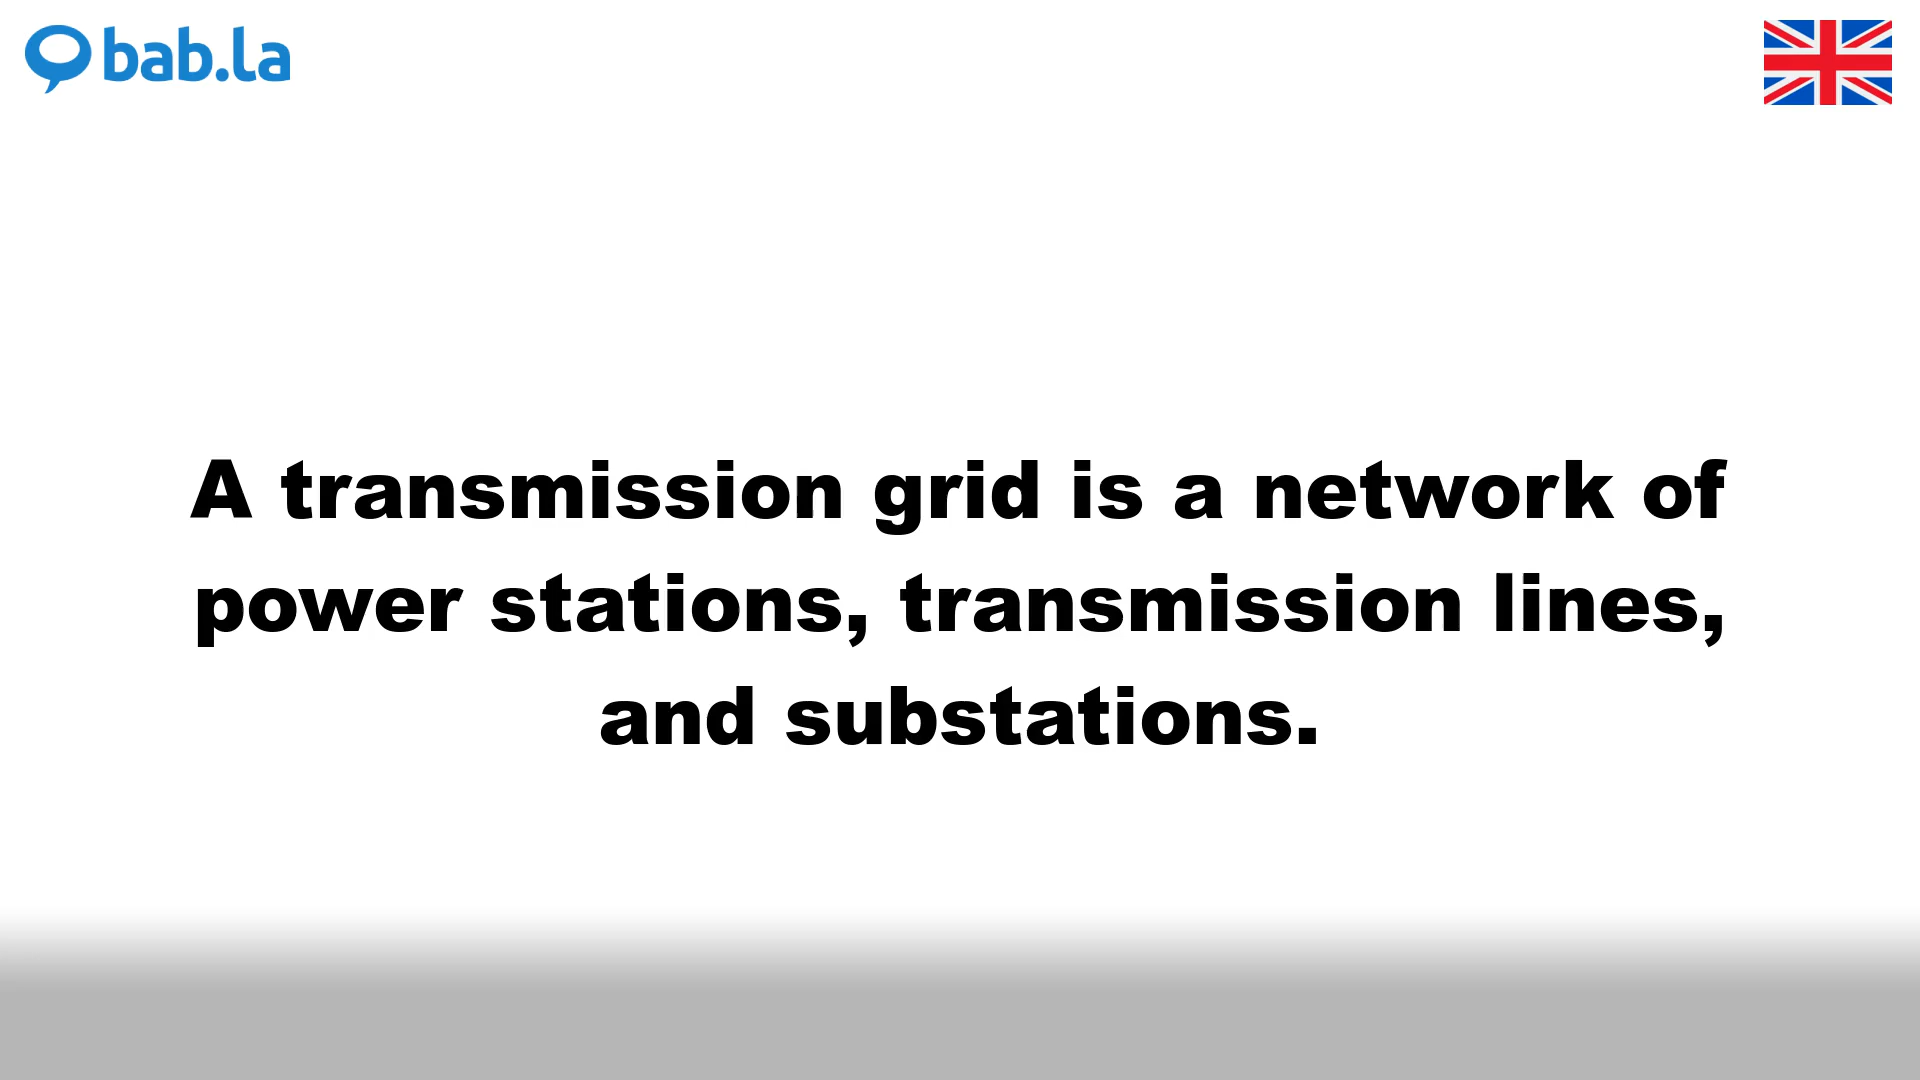 bab.la
A transmission grid is a network of
power stations, transmission lines,
and substations.